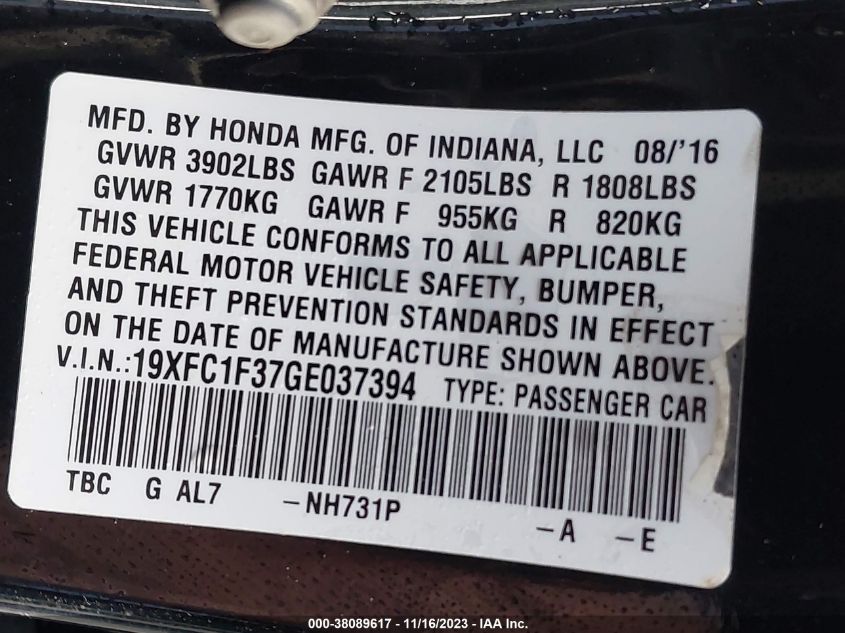 MFD. BY HONDA MFG. OF INDIANA, LLC 08/'16
GVWR 3902LBS GAWR F 2105LBS R 1808LBS
GVWR 1770KG GAWR F 955KG R 820KG
THIS VEHICLE CONFORMS TO ALL APPLICABLE
FEDERAL MOTOR VEHICLE SAFETY, BUMPER,
AND THEFT PREVENTION STANDARDS IN EFFECT
ON THE DATE OF MANUFACTURE SHOWN ABOVE.
V.I.N.:19XFC1F37GE037394 TYPE: PASSENGER CAR
TBC G AL7 -NH731P -A -E
000-38089617 - 11/16/2023 - IAA Inc.